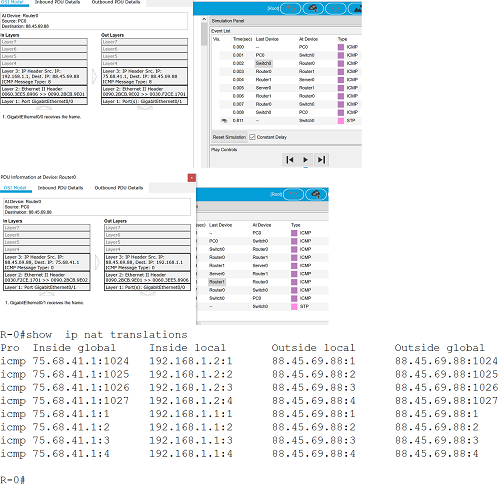 OSI Model Inbound PDU Details Outbound PDU Details
At Device: Router0
Source: PC0
Destination: 88.45.69.88
In Layers Out Layers
Layer7 Layer7
Layer6 Layer6
Layer5 Layer5
Layer4 Layer4
Layer 3: IP Header Src. IP: 192.168.1.1, Dest. IP: 88.45.69.88 ICMP Message Type: 8
Layer 3: IP Header Src. IP: 75.68.41.1, Dest. IP: 88.45.69.88 ICMP Message Type: 8
Layer 2: Ethernet II Header 0060.3EE5.8906 >> 0090.2BCB.9E02
Layer 2: Ethernet II Header 0090.2BCB.9E01 >> 0030.F2CE.1701
Layer 1: Port GigabitEthernet0/0
Layer 1: Port(s): GigabitEthernet0/1
1. GigabitEthernet0/0 receives the frame.
[Root]
Simulation Panel
Event List
Vis. Time(sec) Last Device At Device Type
0.000 -- PC0 ICMP
0.001 PC0 Switch0 ICMP
0.002 Switch0 Router0 ICMP
0.003 Router0 Router1 ICMP
0.004 Router1 Server0 ICMP
0.005 Server0 Router1 ICMP
0.006 Router1 Router0 ICMP
0.007 Router0 Switch0 ICMP
0.008 Switch0 PC0 ICMP
0.811 -- Switch0 STP
Reset Simulation Constant Delay
Play Controls
PDU Information at Device: Router0
OSI Model Inbound PDU Details Outbound PDU Details
At Device: Router0
Source: PC0
Destination: 88.45.69.88
In Layers Out Layers
Layer7 Layer7
Layer6 Layer6
Layer5 Layer5
Layer4 Layer4
Layer 3: IP Header Src. IP: 88.45.69.88, Dest. IP: 75.68.41.1 ICMP Message Type: 0
Layer 3: IP Header Src. IP: 88.45.69.88, Dest. IP: 192.168.1.1 ICMP Message Type: 0
Layer 2: Ethernet II Header 0030.F2CE.1701 >> 0090.2BCB.9E02
Layer 2: Ethernet II Header 0090.2BCB.9E01 >> 0060.3EE5.8906
Layer 1: Port GigabitEthernet0/1
Layer 1: Port(s): GigabitEthernet0/0
1. GigabitEthernet0/1 receives the frame.
[Root]
(sec) Last Device At Device Type
-- PC0 ICMP
PC0 Switch0 ICMP
Switch0 Router0 ICMP
Router0 Router1 ICMP
Router1 Server0 ICMP
Server0 Router1 ICMP
Router1 Router0 ICMP
Router0 Switch0 ICMP
Switch0 PC0 ICMP
-- Switch0 STP
R-0#show ip nat translations
Pro Inside global Inside local Outside local Outside global
icmp 75.68.41.1:1024 192.168.1.2:1 88.45.69.88:1 88.45.69.88:1024
icmp 75.68.41.1:1025 192.168.1.2:2 88.45.69.88:2 88.45.69.88:1025
icmp 75.68.41.1:1026 192.168.1.2:3 88.45.69.88:3 88.45.69.88:1026
icmp 75.68.41.1:1027 192.168.1.2:4 88.45.69.88:4 88.45.69.88:1027
icmp 75.68.41.1:1 192.168.1.1:1 88.45.69.88:1 88.45.69.88:1
icmp 75.68.41.1:2 192.168.1.1:2 88.45.69.88:2 88.45.69.88:2
icmp 75.68.41.1:3 192.168.1.1:3 88.45.69.88:3 88.45.69.88:3
icmp 75.68.41.1:4 192.168.1.1:4 88.45.69.88:4 88.45.69.88:4
R-0#